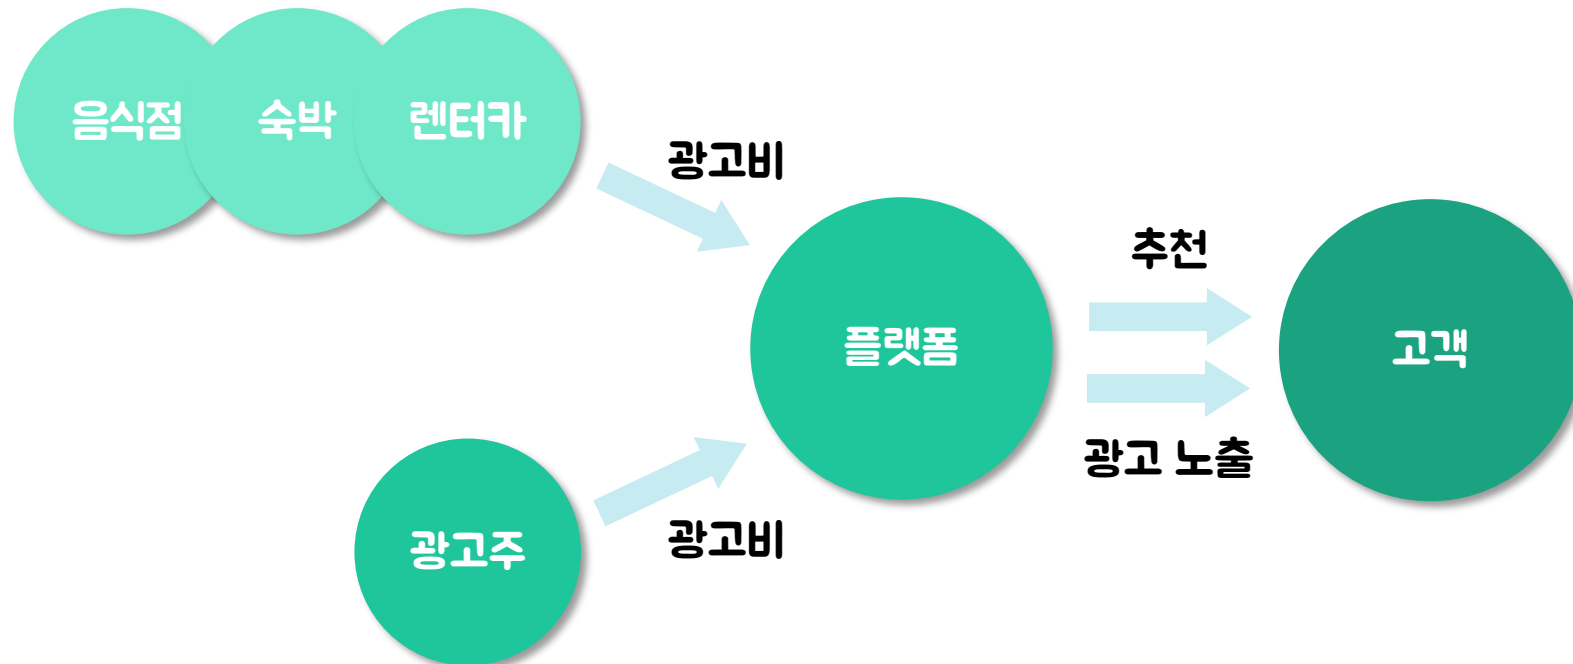 음식점
숙박
렌터카
광고비
추천
플랫폼
고객
광고 노출
광고주
광고비